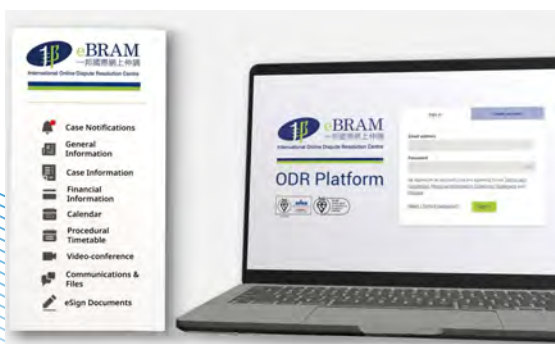 eBRAM
一邦國際網上仲調
International Online Dispute Resolution Centre
Case Notifications
General
Information
Case Information
Financial
Information
Calendar
Procedural
Timetable
Video-conference
Communications &
Files
eSign Documents
eBRAM
一邦國際網上仲調
International Online Dispute Resolution Centre
ODR Platform
Sign in
Email address
Password